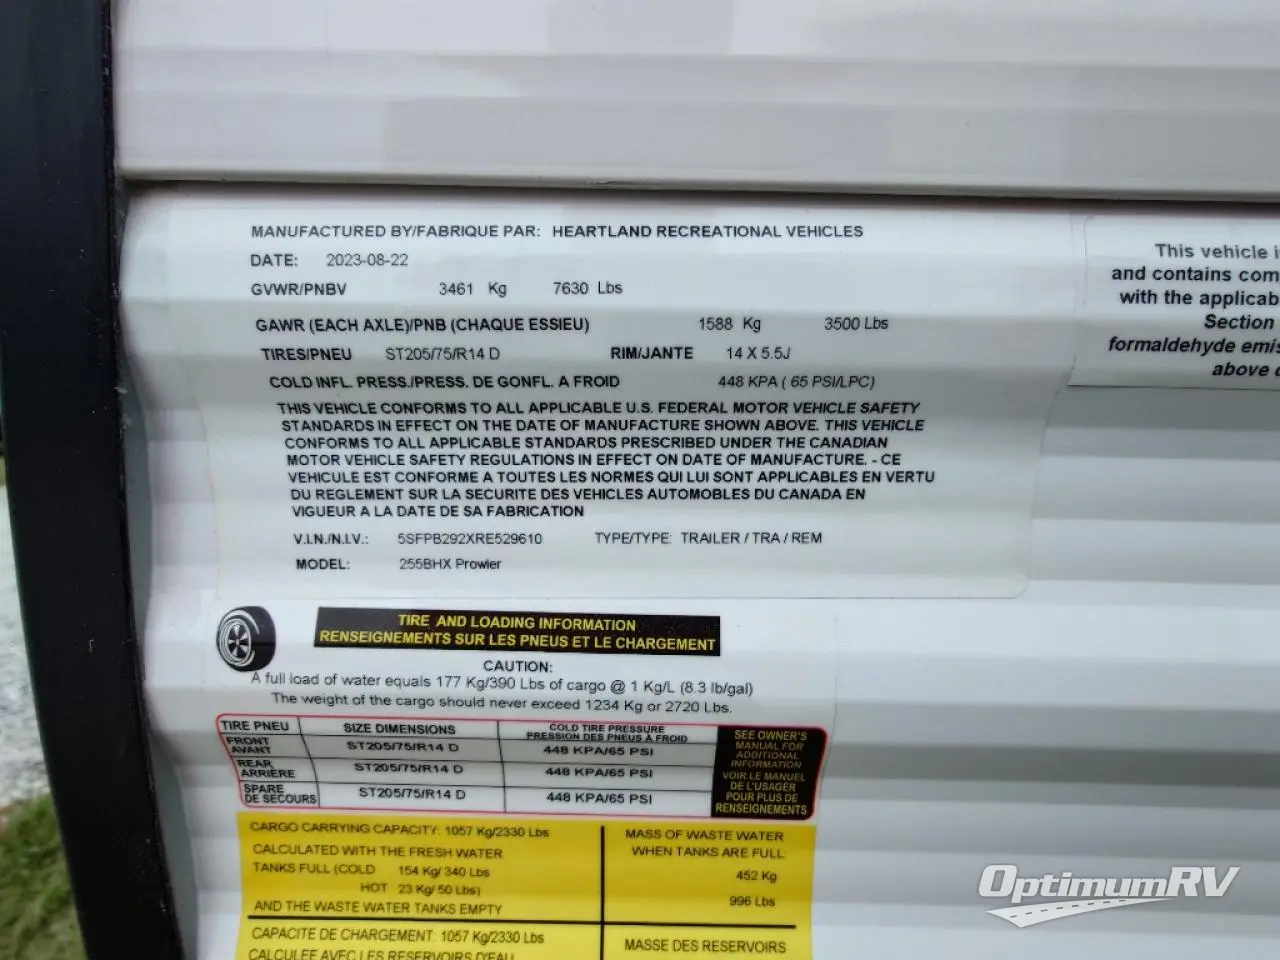 MANUFACTURED BY/FABRIQUE PAR: HEARTLAND RECREATIONAL VEHICLES
DATE: 2023-08-22
GVWR/PNBV 3461 Kg 7630 Lbs
GAWR (EACH AXLE)/PNB (CHAQUE ESSIEU) 1588 Kg 3500 Lbs
TIRES/PNEU ST205/75/R14 D RIM/JANTE 14 X 5.5J
COLD INFL. PRESS./PRESS. DE GONFL. A FROID 448 KPA ( 65 PSI/LPC)
THIS VEHICLE CONFORMS TO ALL APPLICABLE U.S. FEDERAL MOTOR VEHICLE SAFETY
STANDARDS IN EFFECT ON THE DATE OF MANUFACTURE SHOWN ABOVE. THIS VEHICLE
CONFORMS TO ALL APPLICABLE STANDARDS PRESCRIBED UNDER THE CANADIAN
MOTOR VEHICLE SAFETY REGULATIONS IN EFFECT ON DATE OF MANUFACTURE. - CE
VEHICULE EST CONFORME A TOUTES LES NORMES QUI LUI SONT APPLICABLES EN VERTU
DU REGLEMENT SUR LA SECURITE DES VEHICLES AUTOMOBLES DU CANADA EN
VIGUEUR A LA DATE DE SA FABRICATION
V.I.N./N.I.V.: 5SFPB292XRE529610 TYPE/TYPE: TRAILER / TRA / REM
MODEL: 255BHX Prowler
This vehicle
and contains com
with the applicab
Section
formaldehyde emis
above
TIRE AND LOADING INFORMATION
RENSEIGNEMENTS SUR LES PNEUS ET LE CHARGEMENT
CAUTION:
A full load of water equals 177 Kg/390 Lbs of cargo @ 1 Kg/L (8.3 lb/gal)
The weight of the cargo should never exceed 1234 Kg or 2720 Lbs.
TIRE PNEU SIZE DIMENSIONS COLD TIRE PRESSURE
PRESSION DES PNEUS A FROID
FRONT
AVANT ST205/75/R14 D 448 KPA/65 PSI
REAR
ARRIÈRE ST205/75/R14 D 448 KPA/65 PSI
SPARE
DE SECOURS ST205/75/R14 D 448 KPA/65 PSI
SEE OWNER'S
MANUAL FOR
ADDITIONAL
INFORMATION
VOIR LE MANUEL
DE L'USAGER
POUR PLUS DE
RENSEIGNEMENTS
CARGO CARRYING CAPACITY: 1057 Kg/2330 Lbs
CALCULATED WITH THE FRESH WATER
TANKS FULL (COLD 154 Kg/ 340 Lbs
HOT 23 Kg/ 50 Lbs)
AND THE WASTE WATER TANKS EMPTY
MASS OF WASTE WATER
WHEN TANKS ARE FULL:
452 Kg
996 Lbs
CAPACITE DE CHARGEMENT: 1057 Kg/2330 Lbs
CALCULEE AVEC LES RESERVOIRS D'EAU
MASSE DES RESERVOIRS
OptimumRV